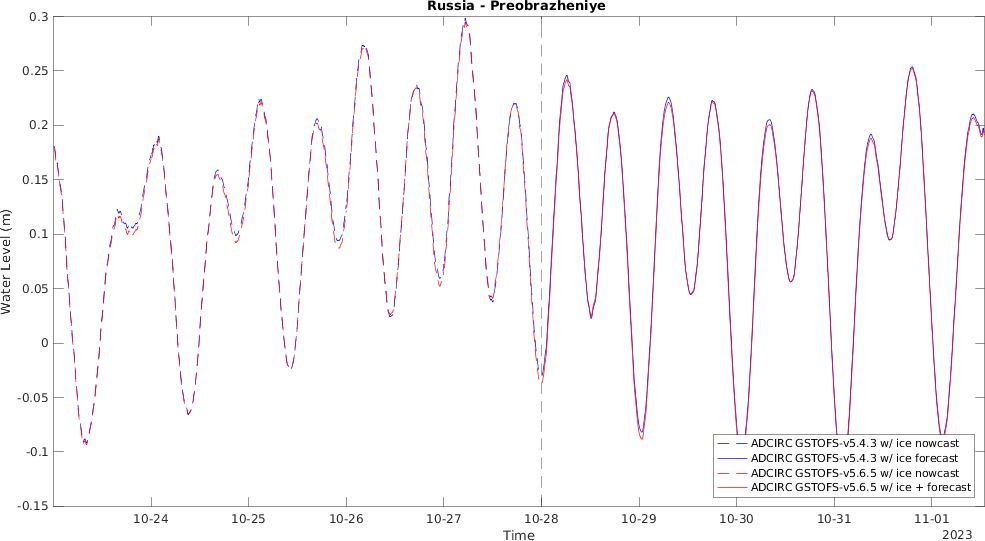 Russia - Preobrazheniye
0.3
0.25
0.2
0.15
0.1
0.05
0
-0.05
-0.1
-0.15
Water Level (m)
10-24 10-25 10-26 10-27 10-28 10-29 10-30 10-31 11-01
Time
2023
ADCIRC GSTOFS-v5.4.3 w/ ice nowcast
ADCIRC GSTOFS-v5.4.3 w/ ice forecast
ADCIRC GSTOFS-v5.6.5 w/ ice nowcast
ADCIRC GSTOFS-v5.6.5 w/ ice + forecast